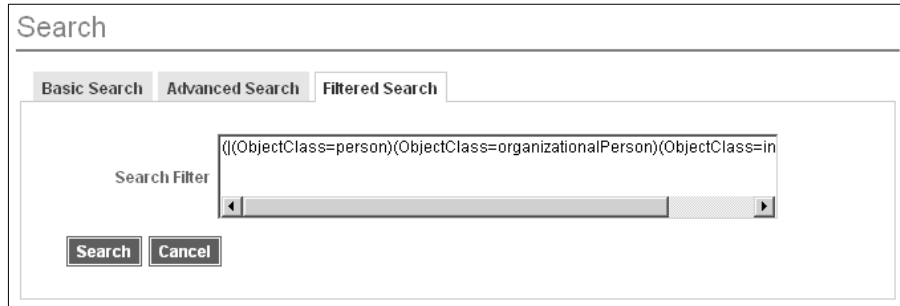 Search
Basic Search Advanced Search Filtered Search
(|(ObjectClass=person)(ObjectClass=organizationalPerson)(ObjectClass=in
Search Filter
Search Cancel